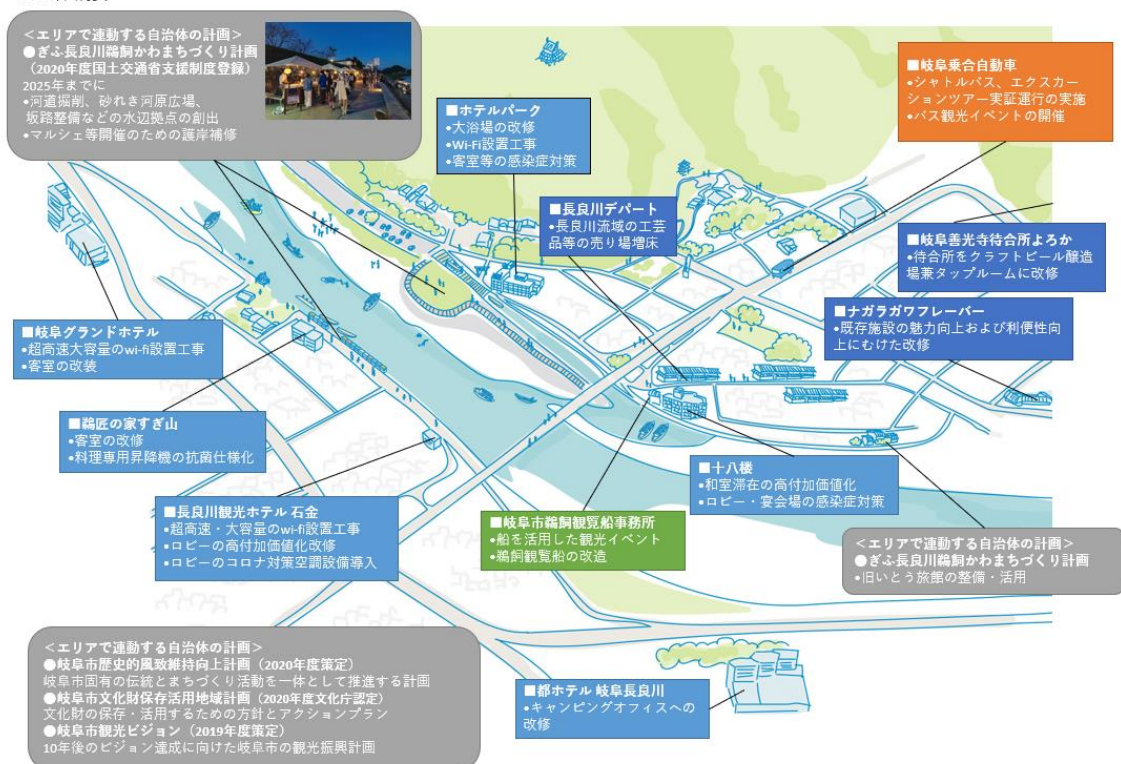 <エリアで連動する自治体の計画>
●ぎふ長良川鵜飼かわまちづくり計画
（2020年度国土交通省支援制度登録）
2025年までに
•河道掘削、砂れき河原広場、
坂路整備などの水辺拠点の創出
•マルシェ等開催のための護岸補修
■ホテルパーク
•大浴場の改修
•Wi-Fi設置工事
•客室等の感染症対策
■岐阜乗合自動車
•シャトルバス、エクスカー
ションツアー実証運行の実施
•バス観光イベントの開催
■長良川デパート
•長良川流域の工芸
品等の売り場増床
■岐阜善光寺待合所よろか
•待合所をクラフトビール醸造
場兼タップルームに改修
■ナガラガワフレーバー
•既存施設の魅力向上および利便性向
上にむけた改修
■岐阜グランドホテル
•超高速大容量のwi-fi設置工事
•客室の改装
■鵜匠の家すぎ山
•客室の改修
•料理専用昇降機の抗菌仕様化
■長良川観光ホテル 石金
•超高速・大容量のwi-fi設置工事
•ロビーの高付加価値化改修
•ロビーのコロナ対策空調設備導入
■岐阜市鵜飼観覧船事務所
•船を活用した観光イベント
•鵜飼観覧船の改造
■十八楼
•和室滞在の高付加価値化
•ロビー・宴会場の感染症対策
<エリアで連動する自治体の計画>
●ぎふ長良川鵜飼かわまちづくり計画
•旧いとう旅館の整備・活用
<エリアで連動する自治体の計画>
●岐阜市歴史的風致維持向上計画（2020年度策定）
岐阜市固有の伝統とまちづくり活動を一体として推進する計画
●岐阜市文化財保存活用地域計画（2020年度文化庁認定）
文化財の保存・活用するための方針とアクションプラン
●岐阜市観光ビジョン（2019年度策定）
10年後のビジョン達成に向けた岐阜市の観光振興計画
■都ホテル 岐阜長良川
•キャンピングオフィスへの
改修